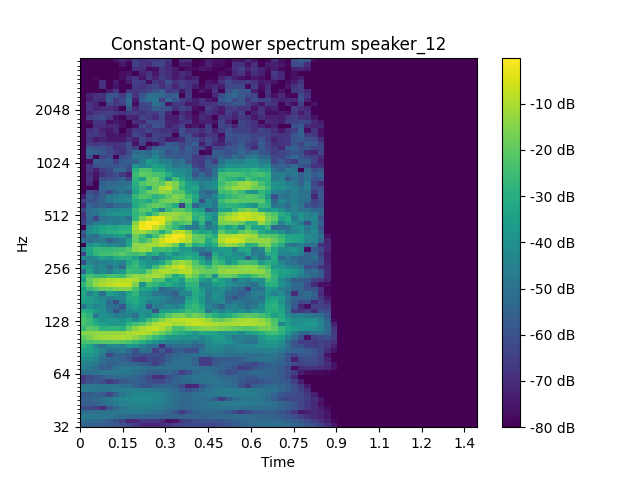 Constant-Q power spectrum speaker_12
Hz
2048
1024
512
256
128
64
32
0 0.15 0.3 0.45 0.6 0.75 0.9 1.1 1.2 1.4
Time
-10 dB
-20 dB
-30 dB
-40 dB
-50 dB
-60 dB
-70 dB
-80 dB